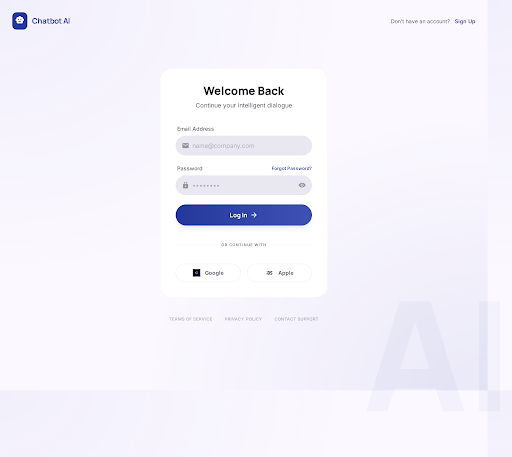 Chatbot AI
Don't have an account? Sign Up
Welcome Back
Continue your intelligent dialogue
Email Address
name@company.com
Password Forgot Password?
••••••••
Log In →
OR CONTINUE WITH
Google
Apple
TERMS OF SERVICE PRIVACY POLICY CONTACT SUPPORT
AI